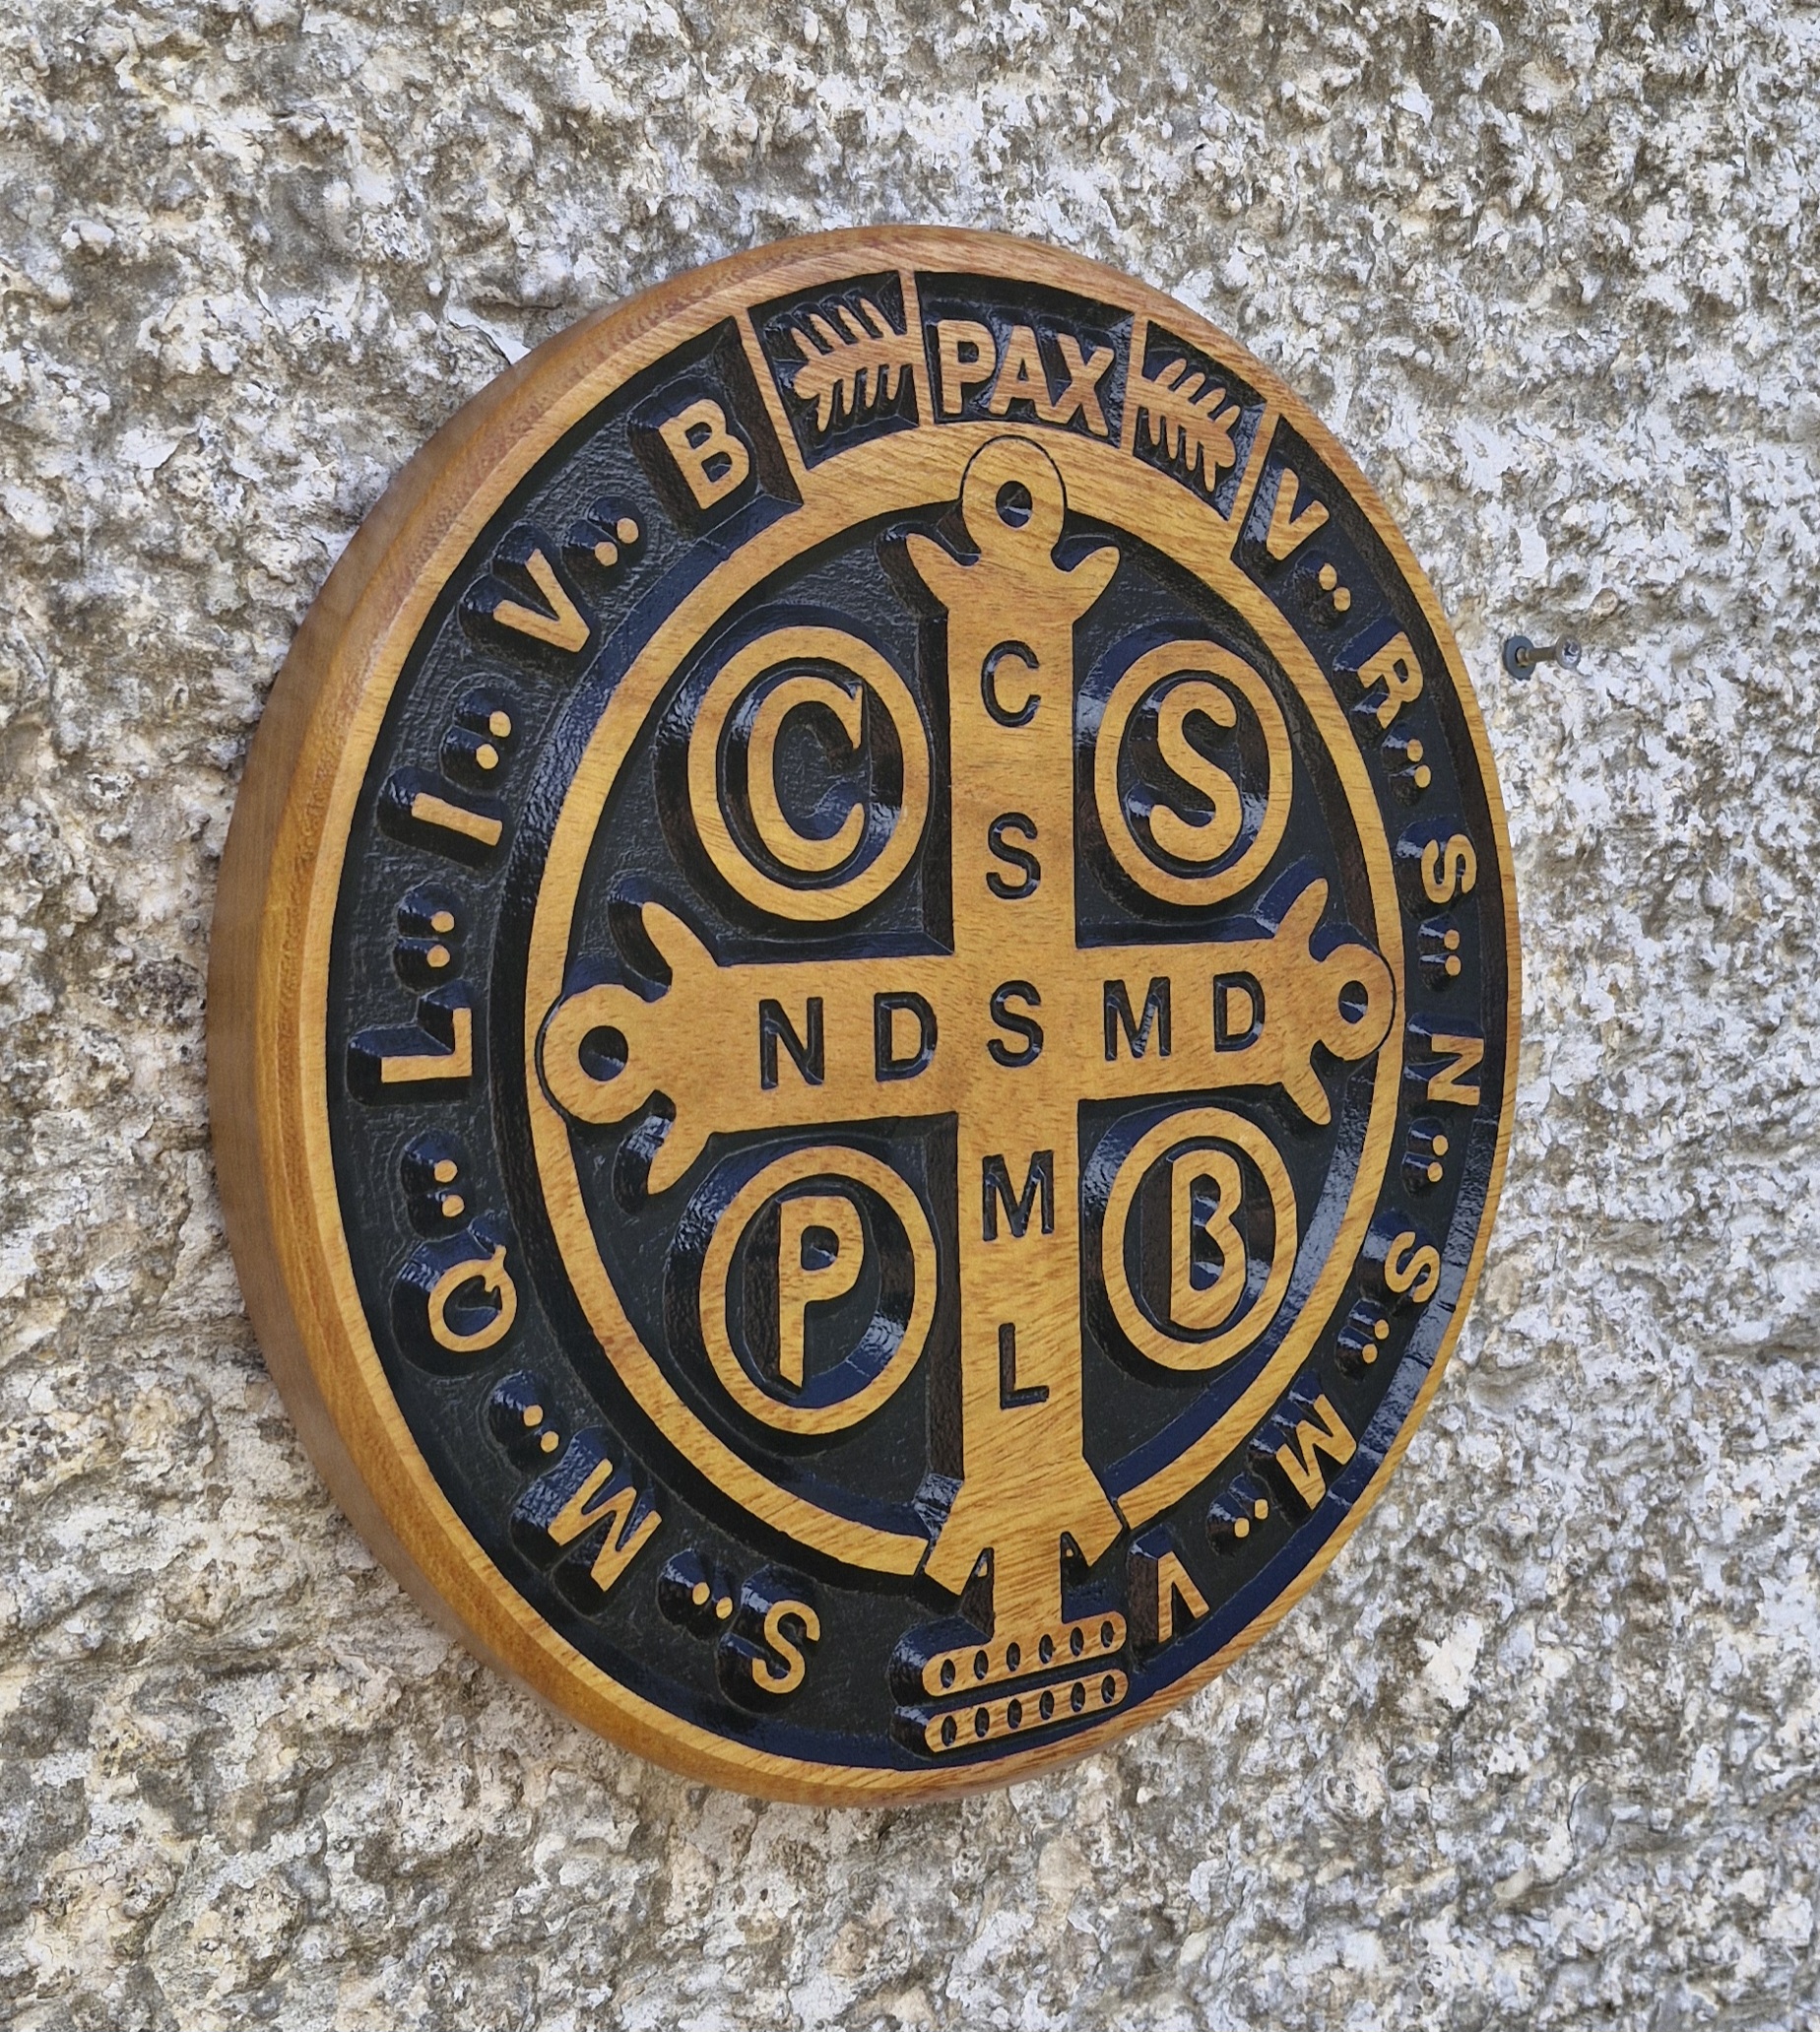 PAX
V .. R .. S .. N .. S .. M .. V
S .. M .. Q .. L .. I .. V .. B
C S
P B
C
S
N D S M D
M
L